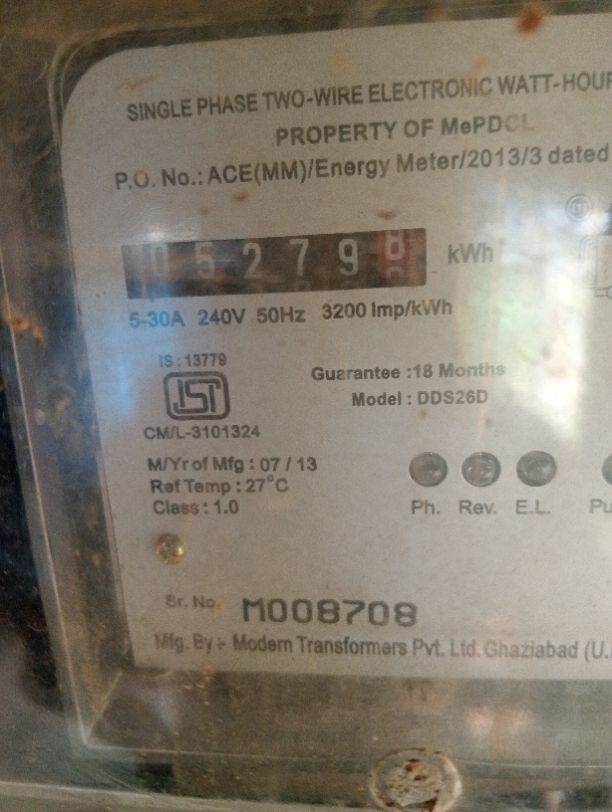 SINGLE PHASE TWO-WIRE ELECTRONIC WATT-HOUR
PROPERTY OF MePDCL
P.O. No.: ACE(MM)/Energy Meter/2013/3 dated
05279 kWh
5-30A 240V 50Hz 3200 Imp/kWh
IS : 13779
ISI
CM/L-3101324
Guarantee :18 Months
Model : DDS26D
M/Yr of Mfg : 07 / 13
Ref Temp : 27°C
Class : 1.0
Ph. Rev. E.L. Pu
Sr. No. M008708
Mfg. By :- Modern Transformers Pvt. Ltd. Ghaziabad (U.